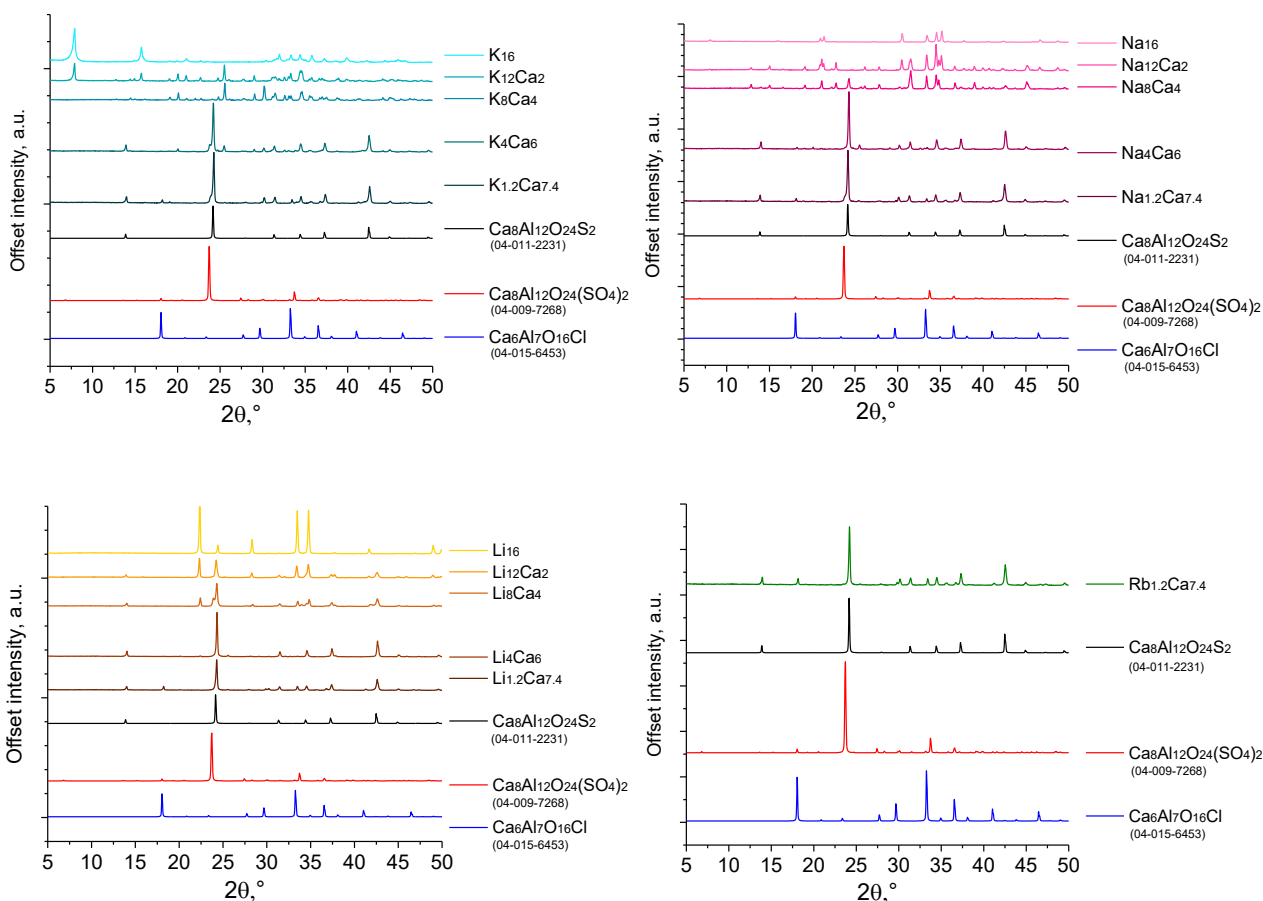 Offset intensity, a.u.
K16
K12Ca2
K8Ca4
K4Ca6
K1.2Ca7.4
Ca8Al12O24S2
(04-011-2231)
Ca8Al12O24(SO4)2
(04-009-7268)
Ca6Al7O16Cl
(04-015-6453)
5 10 15 20 25 30 35 40 45 50
2θ,°
Offset intensity, a.u.
Na16
Na12Ca2
Na8Ca4
Na4Ca6
Na1.2Ca7.4
Ca8Al12O24S2
(04-011-2231)
Ca8Al12O24(SO4)2
(04-009-7268)
Ca6Al7O16Cl
(04-015-6453)
5 10 15 20 25 30 35 40 45 50
2θ,°
Offset intensity, a.u.
Li16
Li12Ca2
Li8Ca4
Li4Ca6
Li1.2Ca7.4
Ca8Al12O24S2
(04-011-2231)
Ca8Al12O24(SO4)2
(04-009-7268)
Ca6Al7O16Cl
(04-015-6453)
5 10 15 20 25 30 35 40 45 50
2θ,°
Offset intensity, a.u.
Rb1.2Ca7.4
Ca8Al12O24S2
(04-011-2231)
Ca8Al12O24(SO4)2
(04-009-7268)
Ca6Al7O16Cl
(04-015-6453)
5 10 15 20 25 30 35 40 45 50
2θ,°